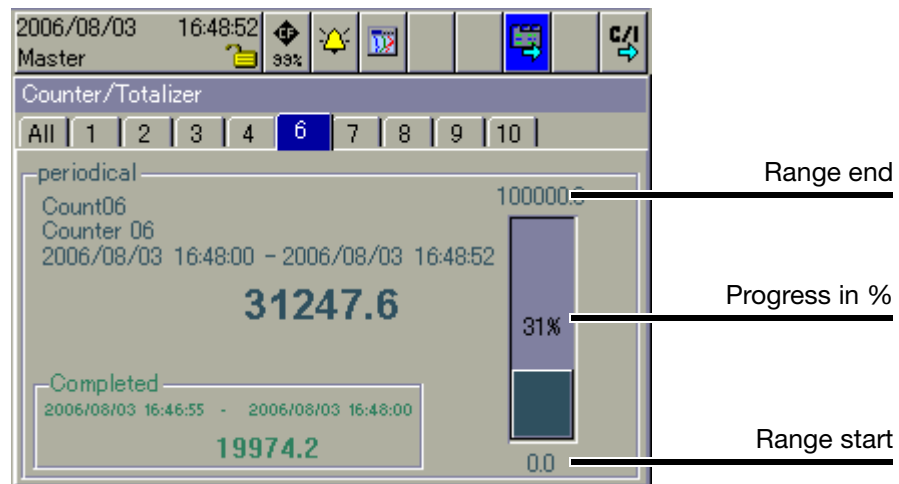 2006/08/03 16:48:52
Master
99%
C/I
Counter/Totalizer
All 1 2 3 4 6 7 8 9 10
periodical
100000.0
Range end
Count06
Counter 06
2006/08/03 16:48:00 - 2006/08/03 16:48:52
31247.6
Progress in %
31%
Completed
2006/08/03 16:46:55 - 2006/08/03 16:48:00
19974.2
Range start
0.0